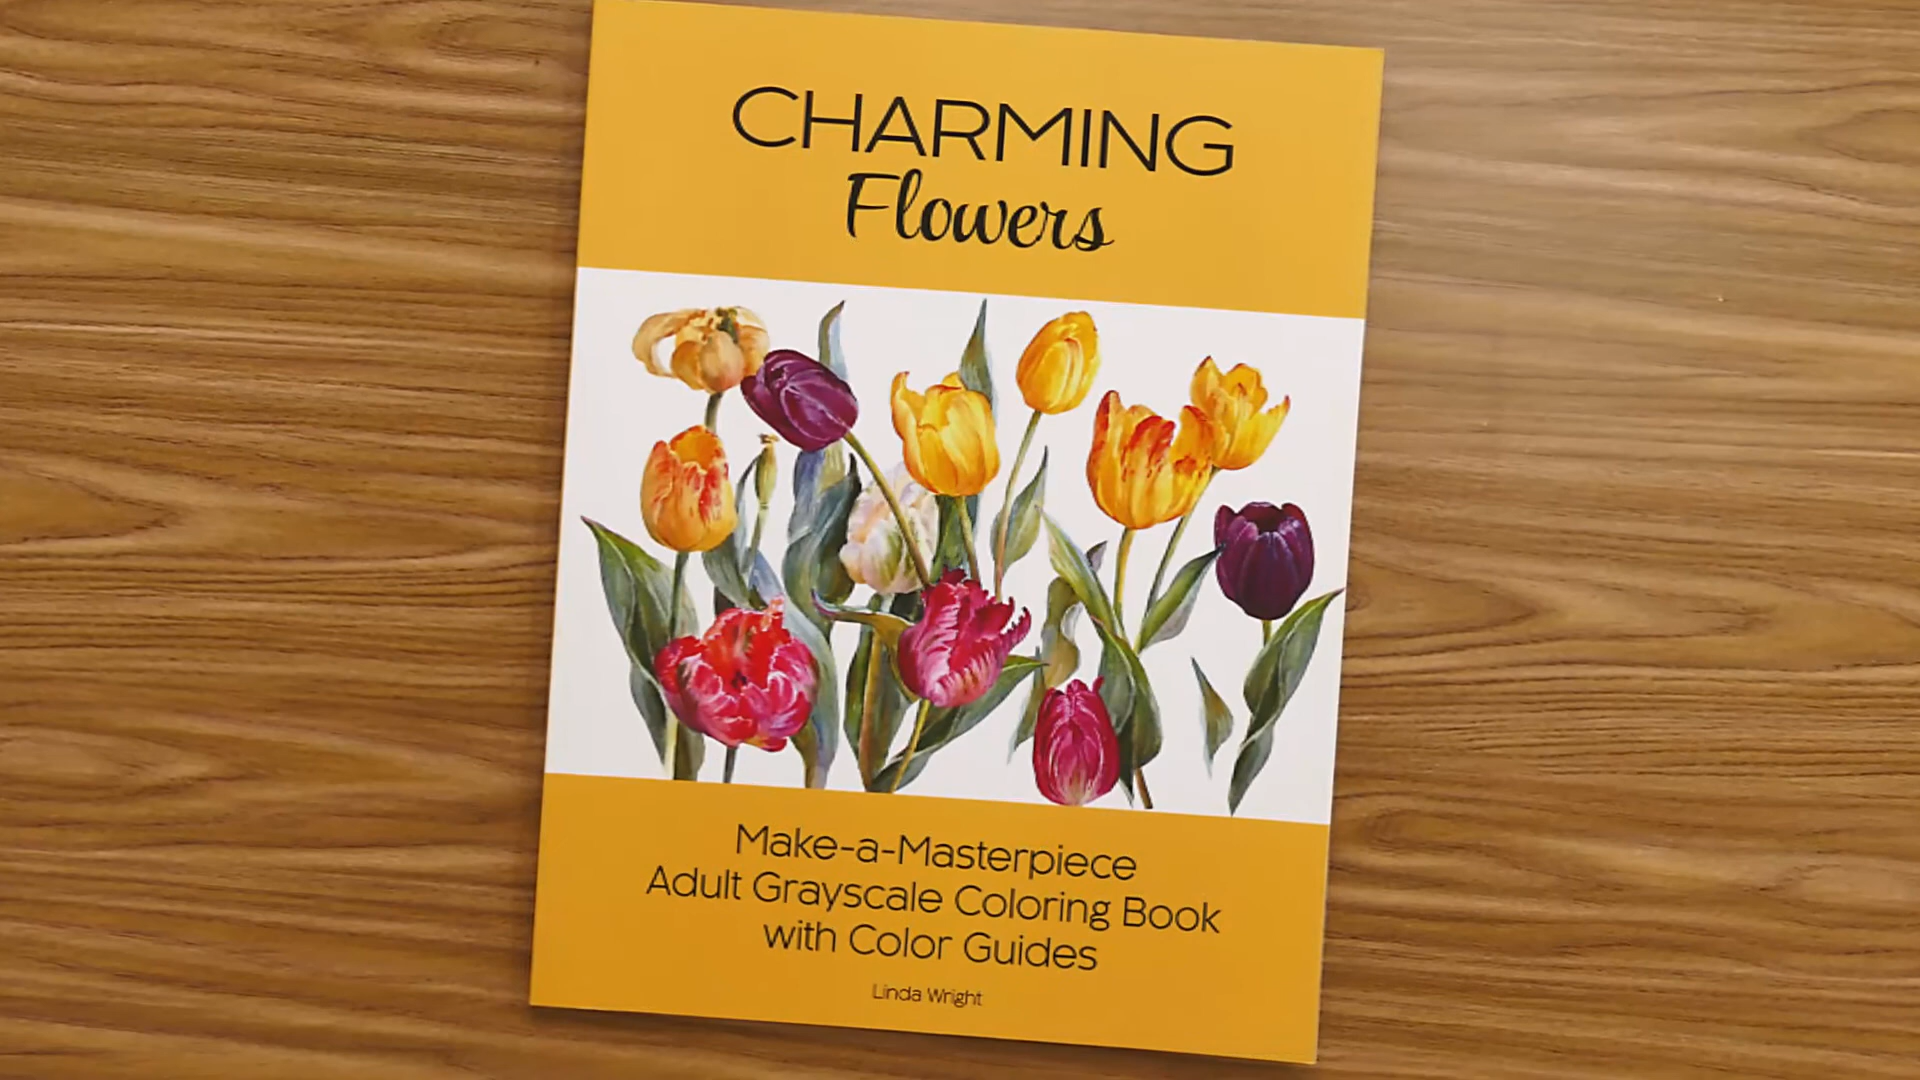 CHARMING
Flowers
Make-a-Masterpiece
Adult Grayscale Coloring Book
with Color Guides
Linda Wright